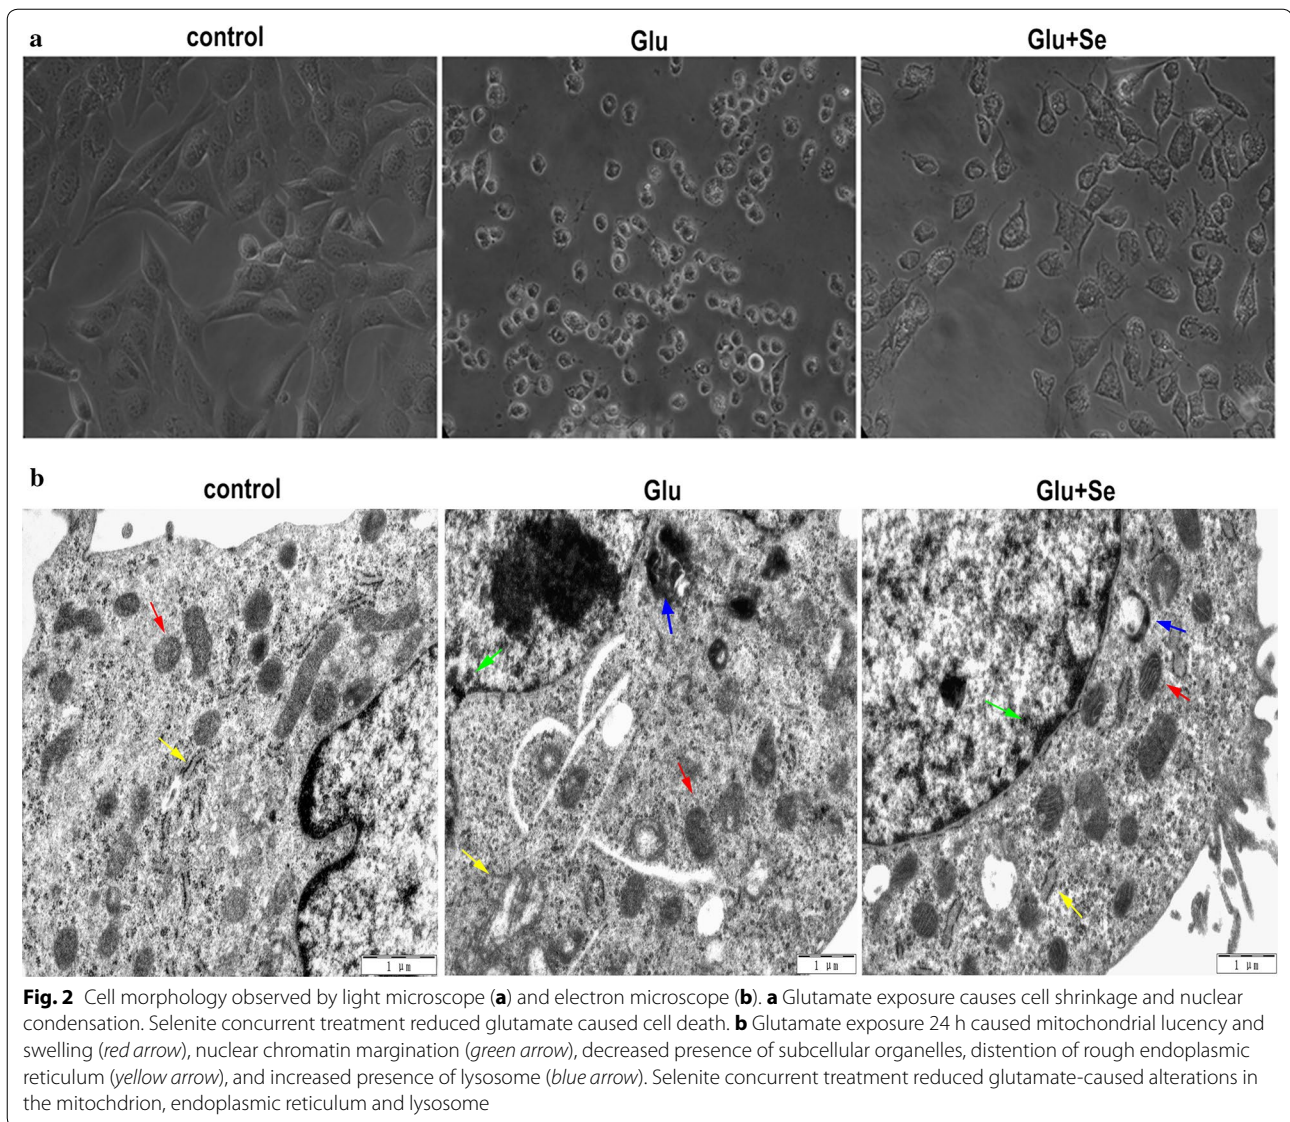 a
control
Glu
Glu+Se
b
control
Glu
Glu+Se
1 μm
1 μm
1 μm
Fig. 2 Cell morphology observed by light microscope (a) and electron microscope (b). a Glutamate exposure causes cell shrinkage and nuclear
condensation. Selenite concurrent treatment reduced glutamate caused cell death. b Glutamate exposure 24 h caused mitochondrial lucency and
swelling (red arrow), nuclear chromatin margination (green arrow), decreased presence of subcellular organelles, distention of rough endoplasmic
reticulum (yellow arrow), and increased presence of lysosome (blue arrow). Selenite concurrent treatment reduced glutamate-caused alterations in
the mitochdrion, endoplasmic reticulum and lysosome